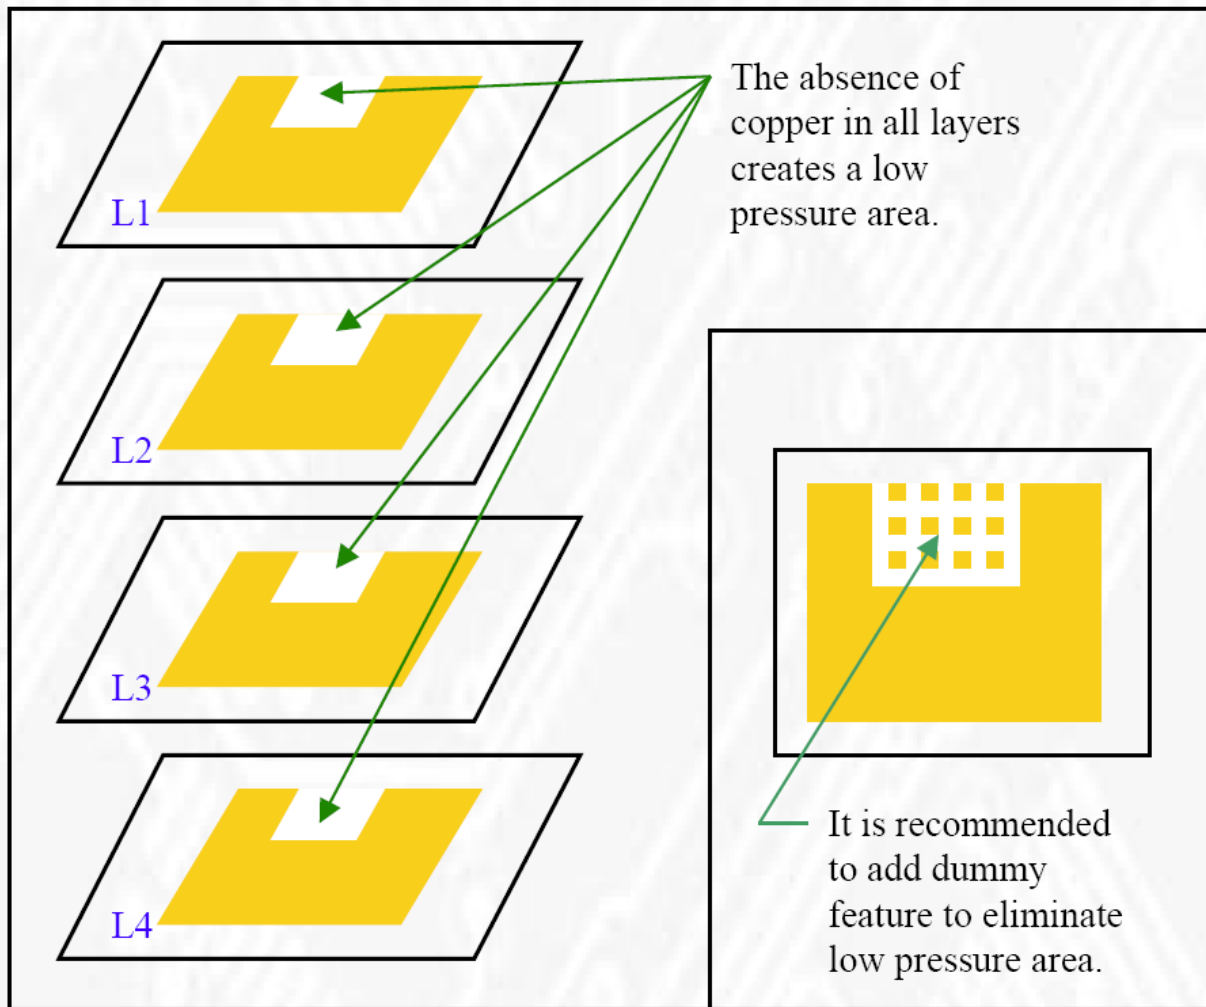 The absence of
copper in all layers
creates a low
pressure area.
L1
L2
L3
L4
It is recommended
to add dummy
feature to eliminate
low pressure area.